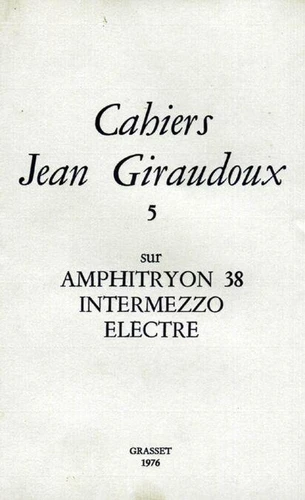 Cahiers
Jean Giraudoux
5
sur
AMPHITRYON 38
INTERMEZZO
ELECTRE
GRASSET
1976